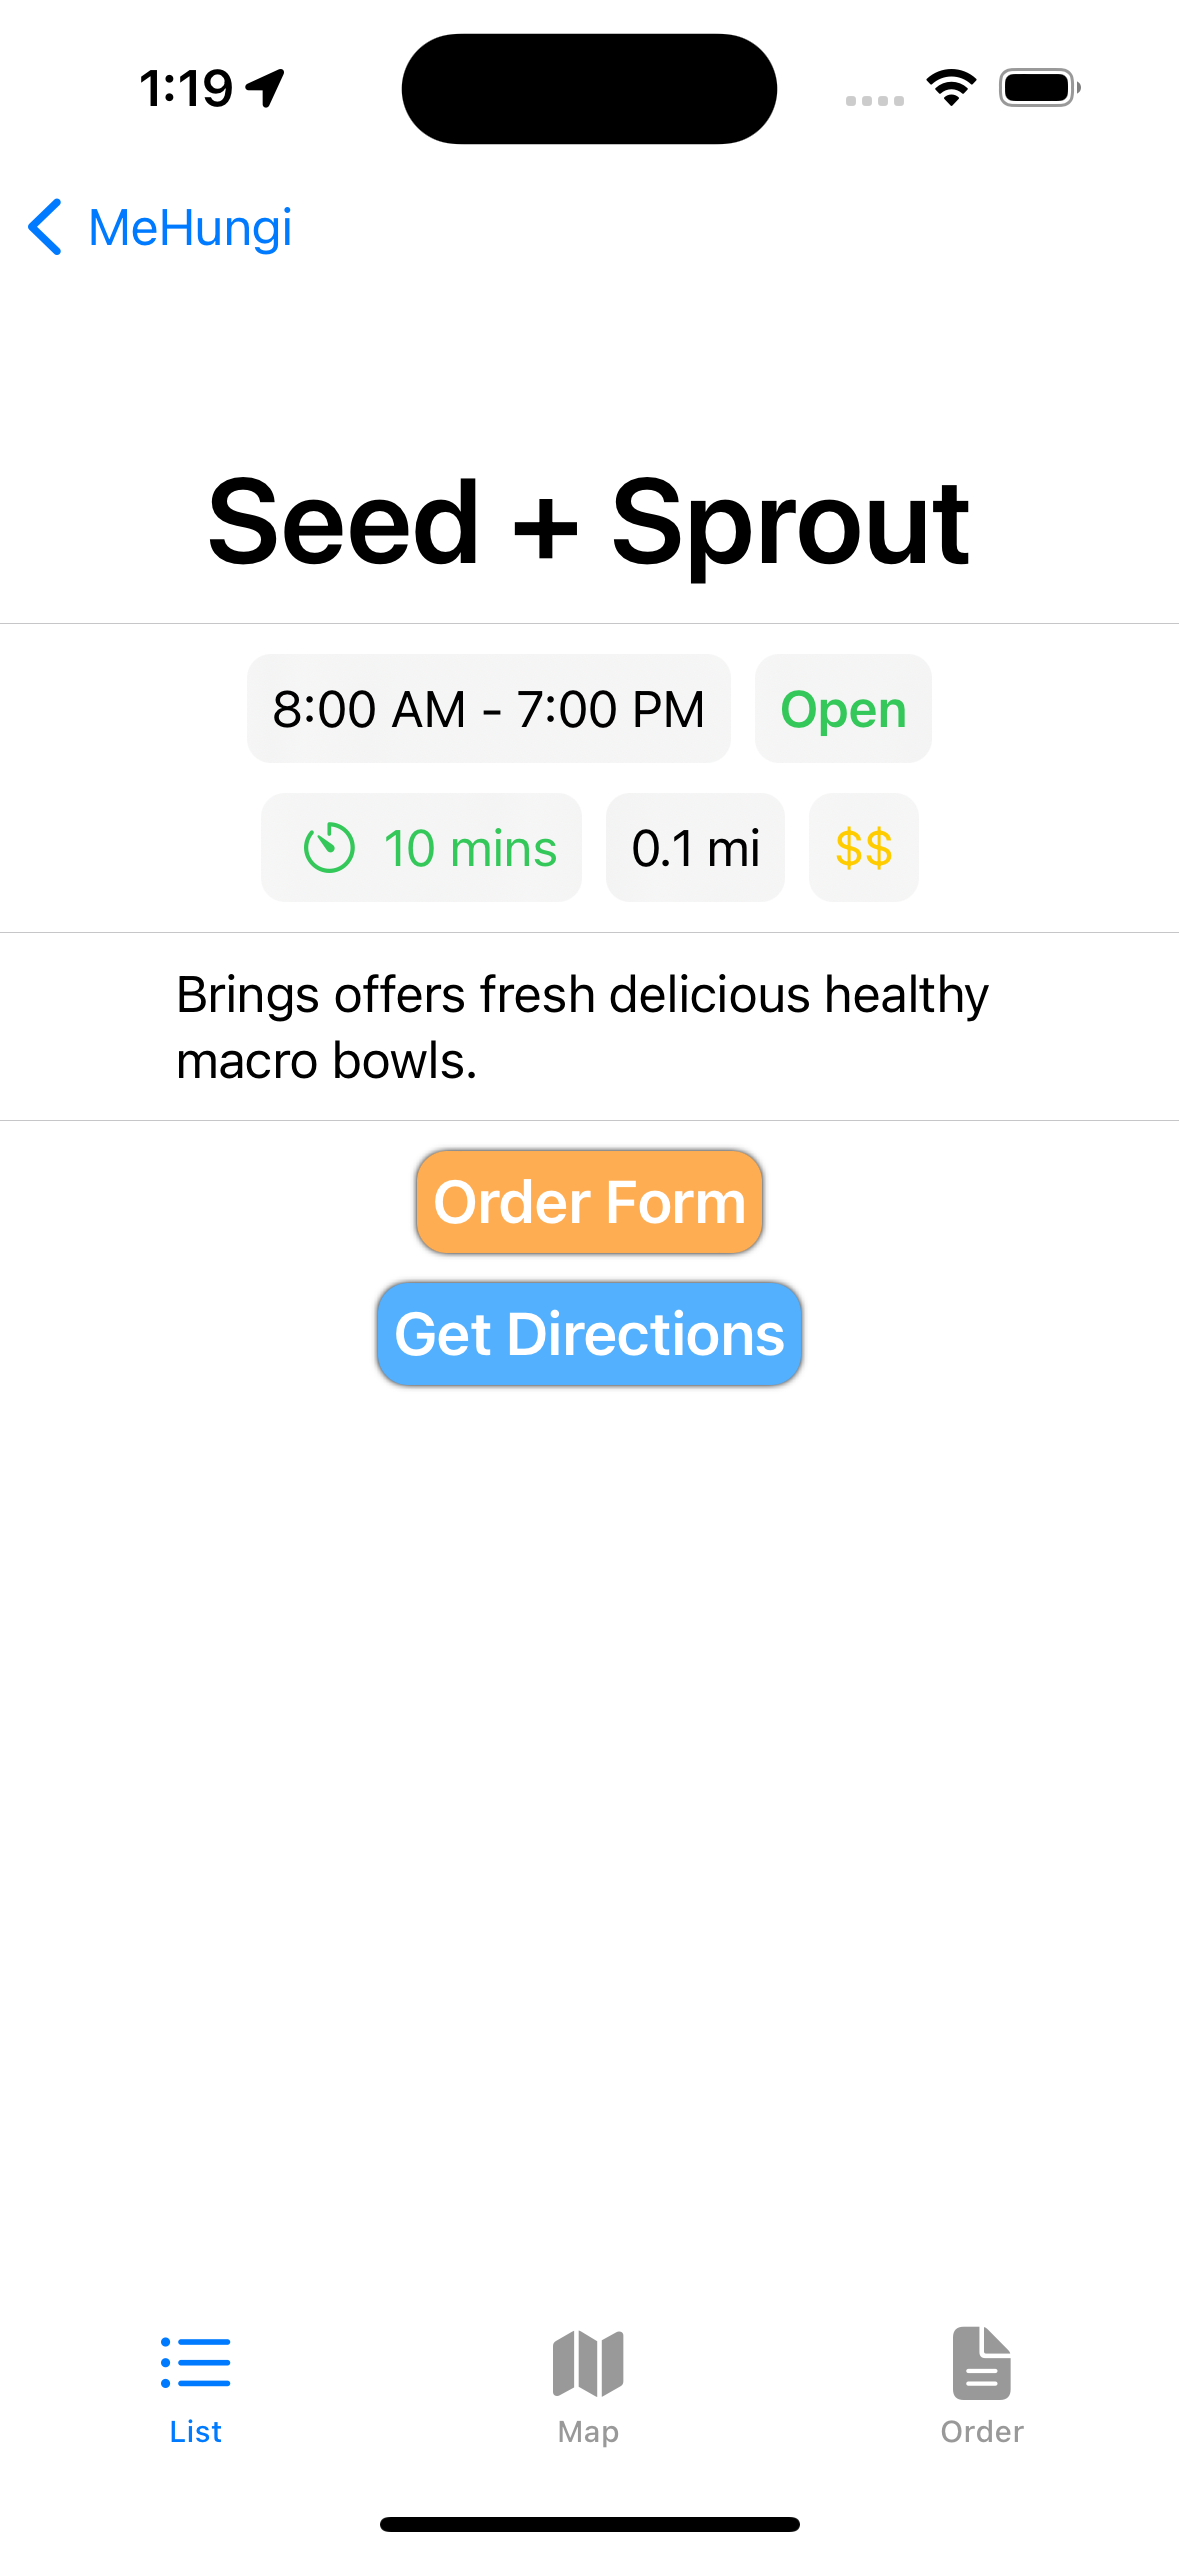 1:19
MeHungi
Seed + Sprout
8:00 AM - 7:00 PM Open
10 mins 0.1 mi $$
Brings offers fresh delicious healthy
macro bowls.
Order Form
Get Directions
List Map Order